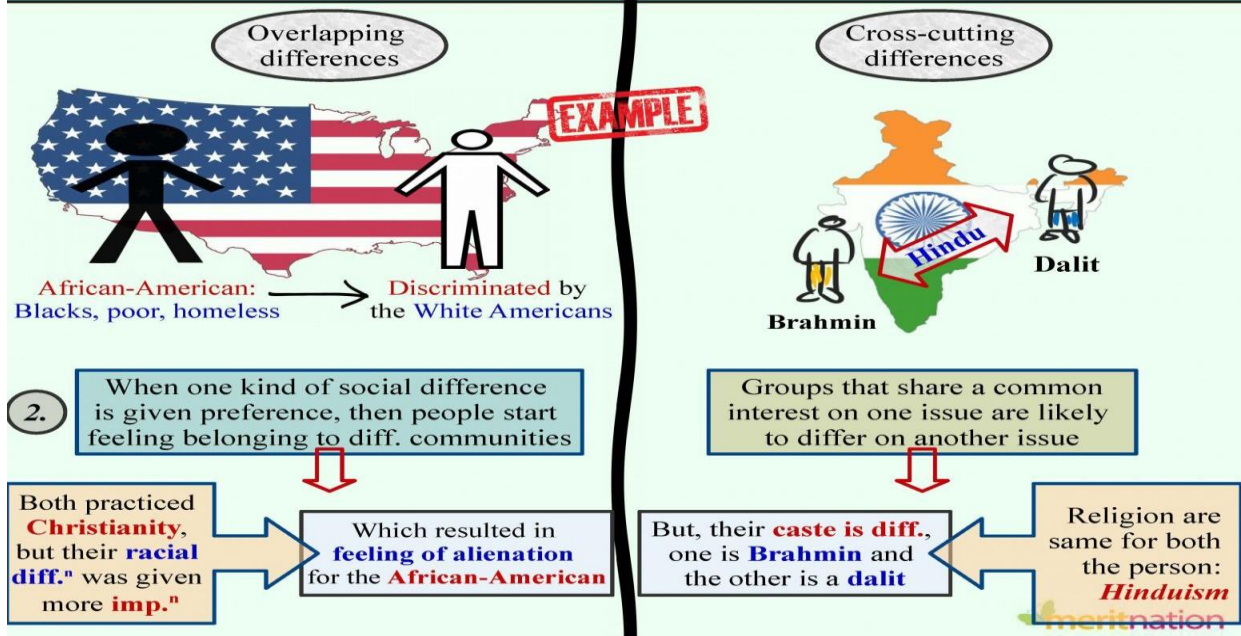 Overlapping
differences
EXAMPLE
African-American:
Blacks, poor, homeless
Discriminated by
the White Americans
2.
When one kind of social difference
is given preference, then people start
feeling belonging to diff. communities
Both practiced
Christianity,
but their racial
diff.ⁿ was given
more imp.ⁿ
Which resulted in
feeling of alienation
for the African-American
Cross-cutting
differences
Hindu
Dalit
Brahmin
Groups that share a common
interest on one issue are likely
to differ on another issue
But, their caste is diff.,
one is Brahmin and
the other is a dalit
Religion are
same for both
the person:
Hinduism
meritnation